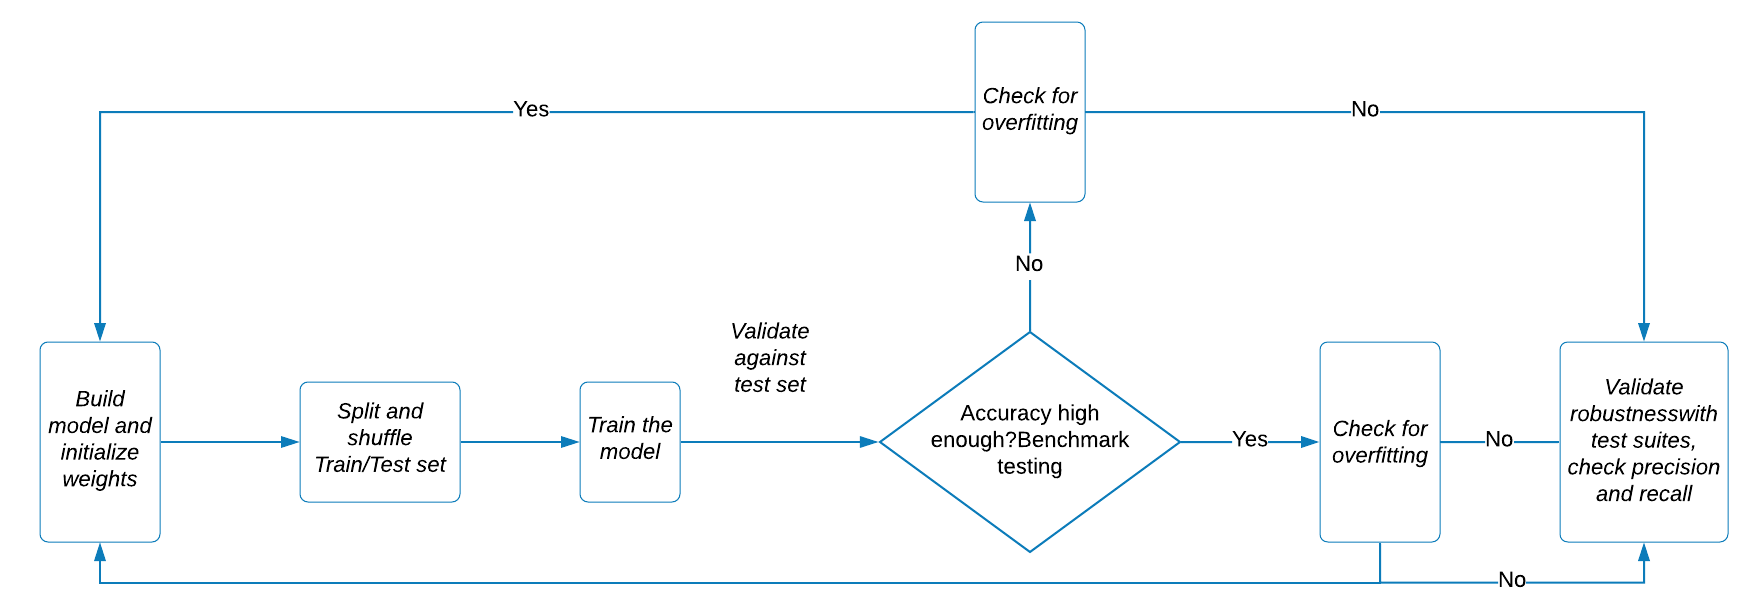 Check for
overfitting
Yes
No
No
Build
model and
initialize
weights
Split and
shuffle
Train/Test set
Train the
model
Validate
against
test set
Accuracy high
enough?Benchmark
testing
Yes
Check for
overfitting
No
Validate
robustnesswith
test suites,
check precision
and recall
No